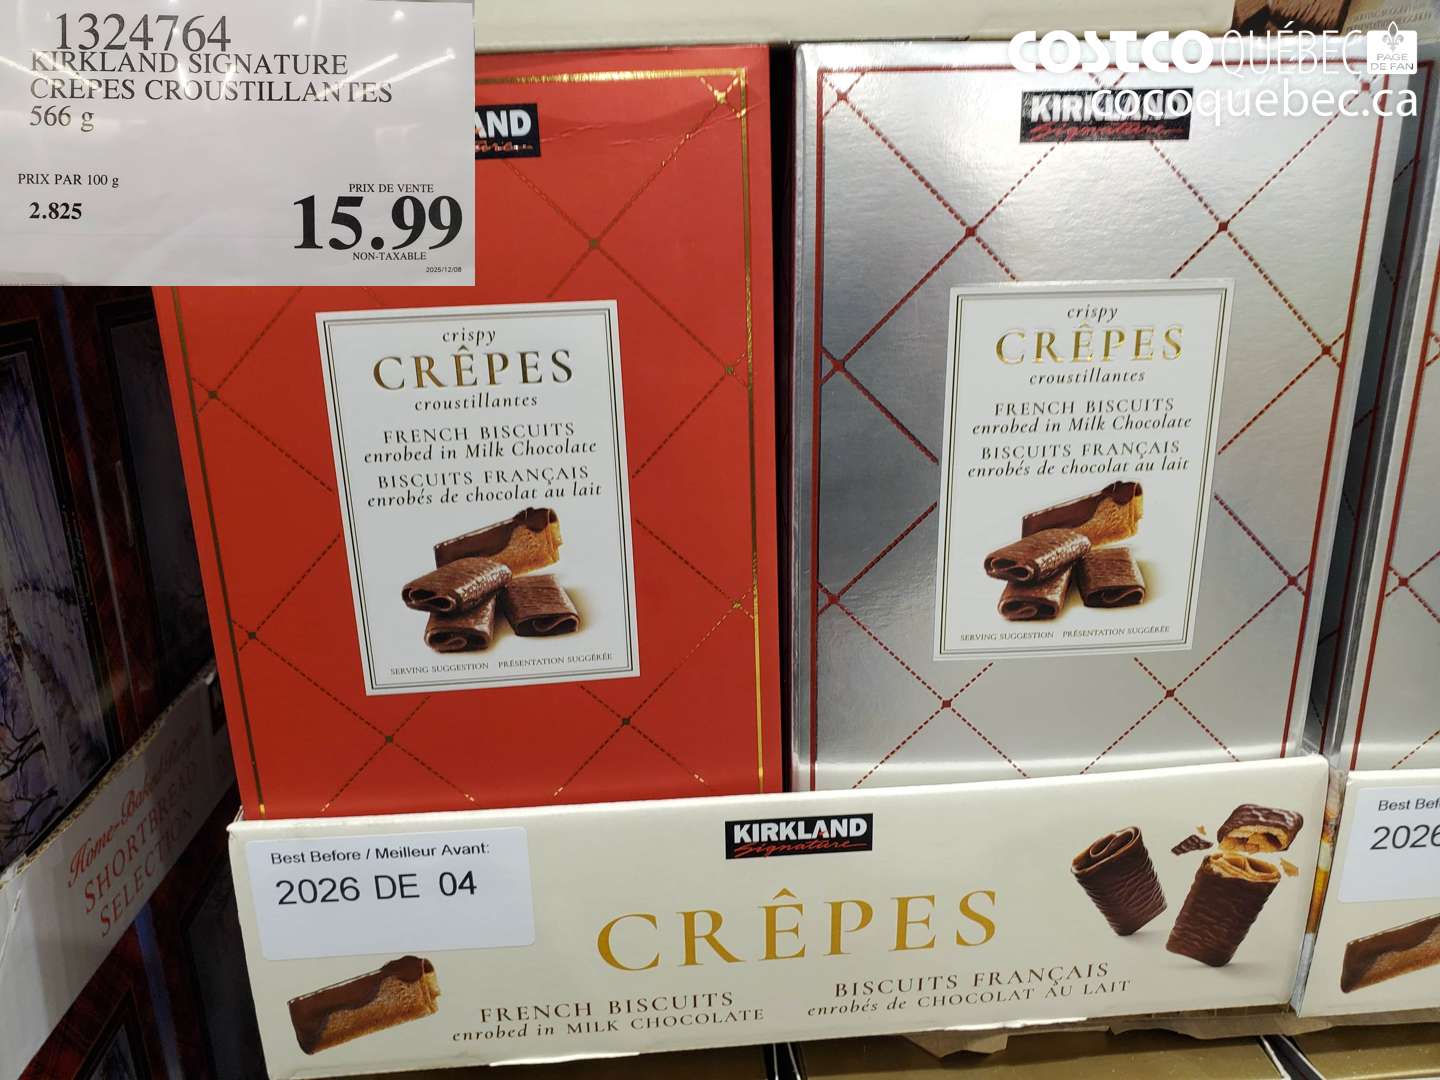 1324764
KIRKLAND SIGNATURE
CREPES CROUSTILLANTES
566 g
PRIX PAR 100 g
2.825
PRIX DE VENTE
15.99
NON-TAXABLE
2025/12/08
COSTCO QUÉBEC
PAGE
DE FAN
cocoquebec.ca
AND
KIRKLAND
Signature
crispy
CRÊPES
croustillantes
FRENCH BISCUITS
enrobed in Milk Chocolate
BISCUITS FRANÇAIS
enrobés de chocolat au lait
SERVING SUGGESTION PRÉSENTATION SUGGÉRÉE
crispy
CRÊPES
croustillantes
FRENCH BISCUITS
enrobed in Milk Chocolate
BISCUITS FRANÇAIS
enrobés de chocolat au lait
SERVING SUGGESTION PRÉSENTATION SUGGÉRÉE
SHORTBREAD
SELECTION
Best Before / Meilleur Avant:
2026 DE 04
KIRKLAND
Signature
CRÊPES
FRENCH BISCUITS
enrobed in MILK CHOCOLATE
BISCUITS FRANÇAIS
enrobés de CHOCOLAT AU LAIT
Best Bef
2026